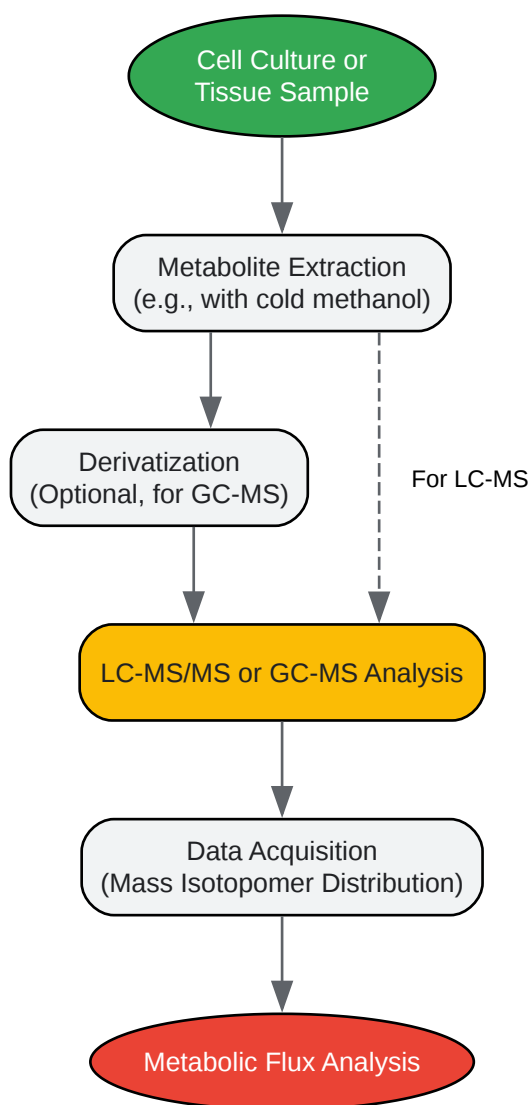 Cell Culture or
Tissue Sample
Metabolite Extraction
(e.g., with cold methanol)
Derivatization
(Optional, for GC-MS)
For LC-MS
LC-MS/MS or GC-MS Analysis
Data Acquisition
(Mass Isotopomer Distribution)
Metabolic Flux Analysis